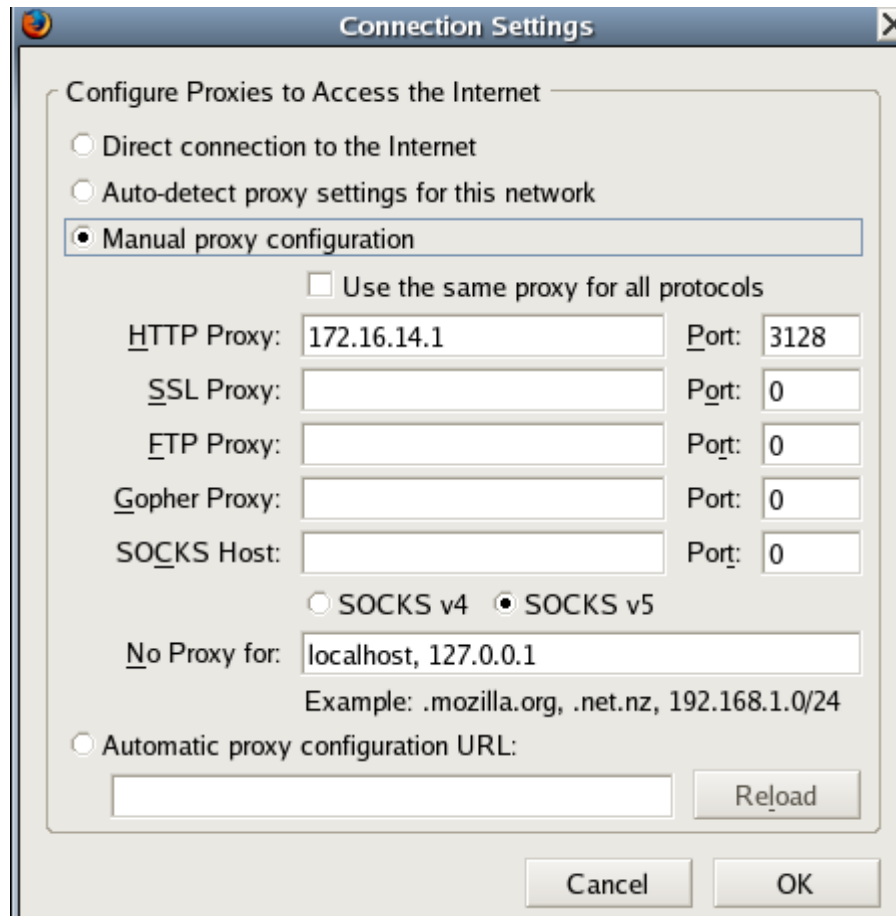 Connection Settings
Configure Proxies to Access the Internet
Direct connection to the Internet
Auto-detect proxy settings for this network
Manual proxy configuration
Use the same proxy for all protocols
HTTP Proxy: 172.16.14.1 Port: 3128
SSL Proxy: Port: 0
FTP Proxy: Port: 0
Gopher Proxy: Port: 0
SOCKS Host: Port: 0
SOCKS v4 SOCKS v5
No Proxy for: localhost, 127.0.0.1
Example: .mozilla.org, .net.nz, 192.168.1.0/24
Automatic proxy configuration URL:
Reload
Cancel OK